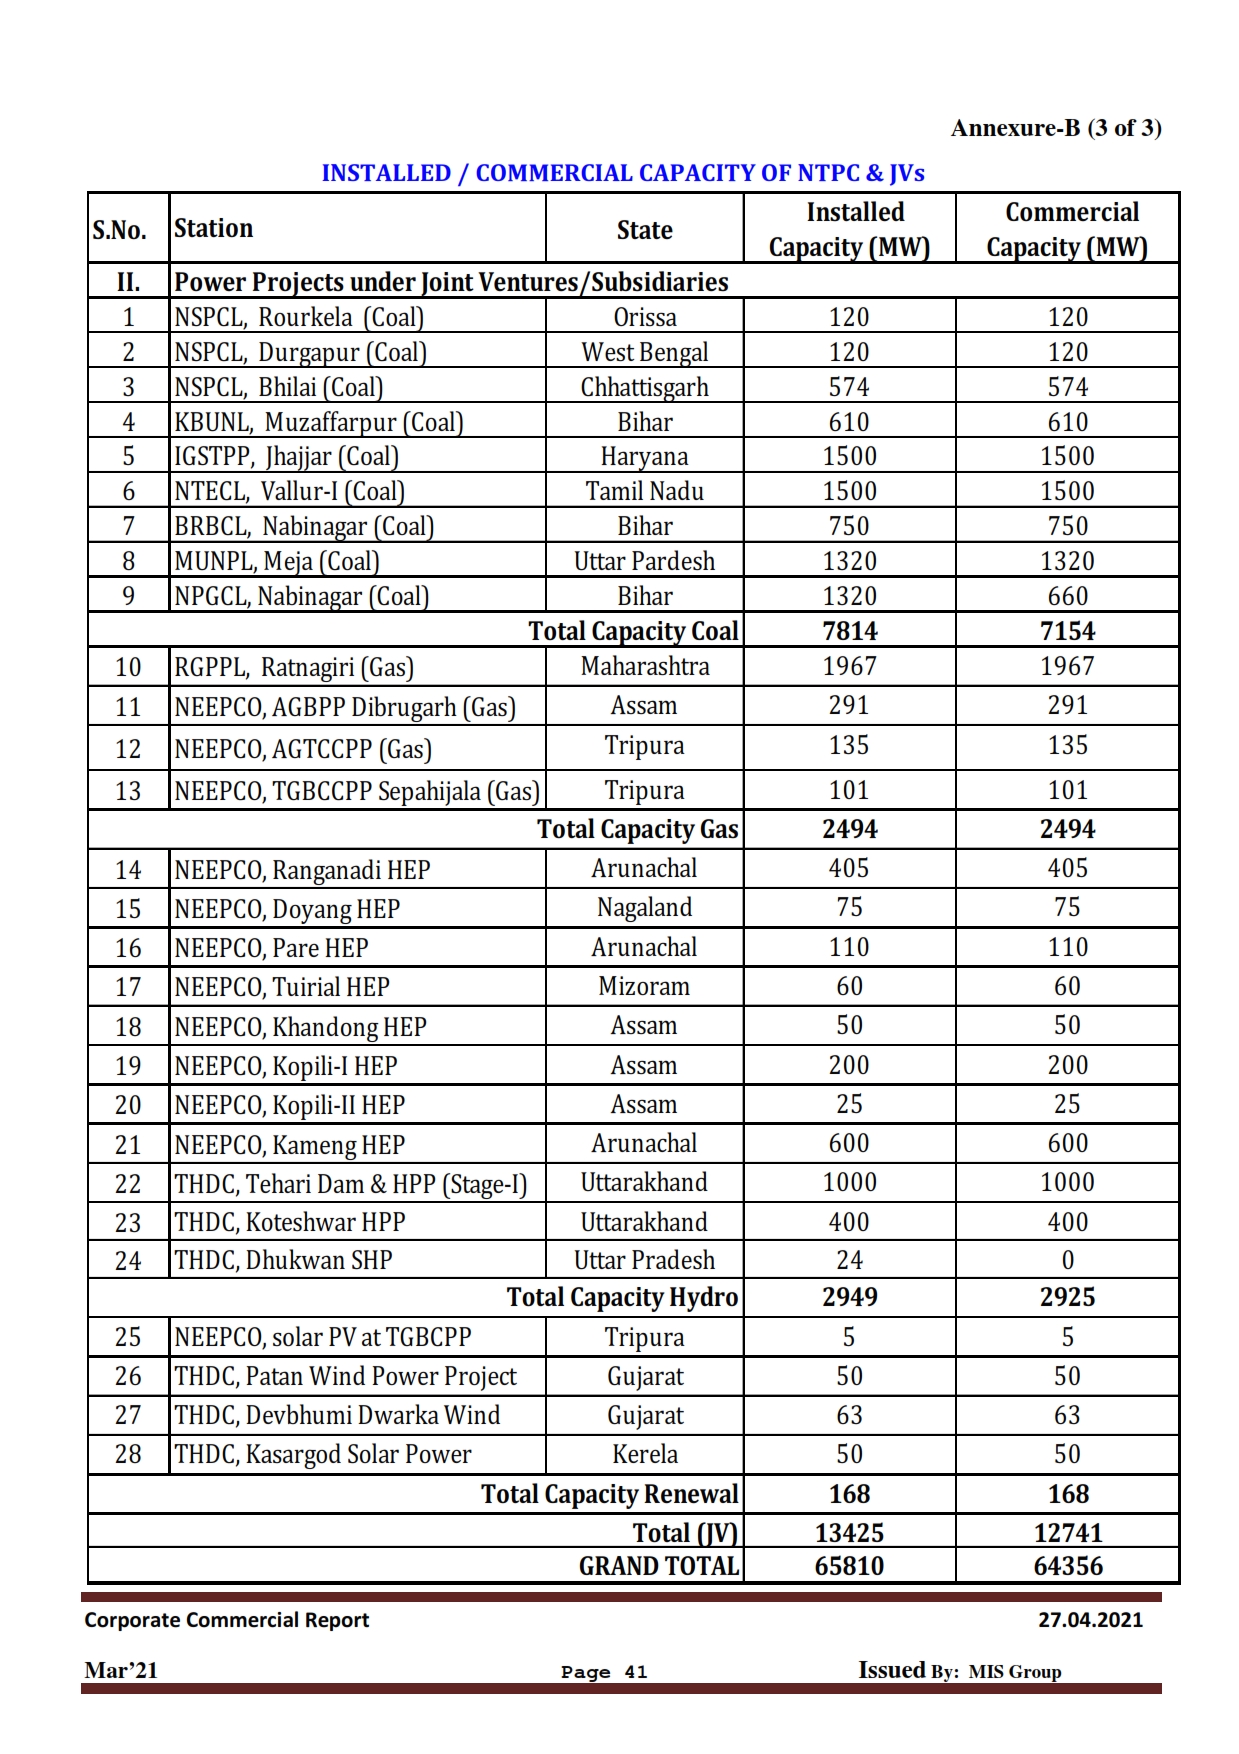 Annexure-B (3 of 3)
INSTALLED / COMMERCIAL CAPACITY OF NTPC & JVs
S.No. Station State Installed Capacity (MW) Commercial Capacity (MW)
II. Power Projects under Joint Ventures/Subsidiaries
1 NSPCL, Rourkela (Coal) Orissa 120 120
2 NSPCL, Durgapur (Coal) West Bengal 120 120
3 NSPCL, Bhilai (Coal) Chhattisgarh 574 574
4 KBUNL, Muzaffarpur (Coal) Bihar 610 610
5 IGSTPP, Jhajjar (Coal) Haryana 1500 1500
6 NTECL, Vallur-I (Coal) Tamil Nadu 1500 1500
7 BRBCL, Nabinagar (Coal) Bihar 750 750
8 MUNPL, Meja (Coal) Uttar Pardesh 1320 1320
9 NPGCL, Nabinagar (Coal) Bihar 1320 660
Total Capacity Coal 7814 7154
10 RGPPL, Ratnagiri (Gas) Maharashtra 1967 1967
11 NEEPCO, AGBPP Dibrugarh (Gas) Assam 291 291
12 NEEPCO, AGTCCPP (Gas) Tripura 135 135
13 NEEPCO, TGBCCPP Sepahijala (Gas) Tripura 101 101
Total Capacity Gas 2494 2494
14 NEEPCO, Ranganadi HEP Arunachal 405 405
15 NEEPCO, Doyang HEP Nagaland 75 75
16 NEEPCO, Pare HEP Arunachal 110 110
17 NEEPCO, Tuirial HEP Mizoram 60 60
18 NEEPCO, Khandong HEP Assam 50 50
19 NEEPCO, Kopili-I HEP Assam 200 200
20 NEEPCO, Kopili-II HEP Assam 25 25
21 NEEPCO, Kameng HEP Arunachal 600 600
22 THDC, Tehari Dam & HPP (Stage-I) Uttarakhand 1000 1000
23 THDC, Koteshwar HPP Uttarakhand 400 400
24 THDC, Dhukwan SHP Uttar Pradesh 24 0
Total Capacity Hydro 2949 2925
25 NEEPCO, solar PV at TGBCPP Tripura 5 5
26 THDC, Patan Wind Power Project Gujarat 50 50
27 THDC, Devbhumi Dwarka Wind Gujarat 63 63
28 THDC, Kasargod Solar Power Kerela 50 50
Total Capacity Renewal 168 168
Total (JV) 13425 12741
GRAND TOTAL 65810 64356
Corporate Commercial Report 27.04.2021
Mar’21 Page 41 Issued By: MIS Group